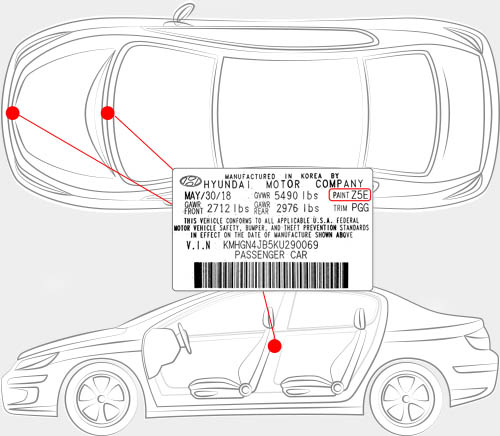 MANUFACTURED IN KOREA BY
HYUNDAI MOTOR COMPANY
MAY/30/18 GVWR 5490 lbs PAINT Z5E
GAWR FRONT 2712 lbs GAWR REAR 2976 lbs TRIM PGG
THIS VEHICLE CONFORMS TO ALL APPLICABLE U.S.A. FEDERAL
MOTOR VEHICLE SAFETY, BUMPER, AND THEFT PREVENTION STANDARDS
IN EFFECT ON THE DATE OF MANUFACTURE SHOWN ABOVE
V.I.N KMHGN4JB5KU290069
PASSENGER CAR